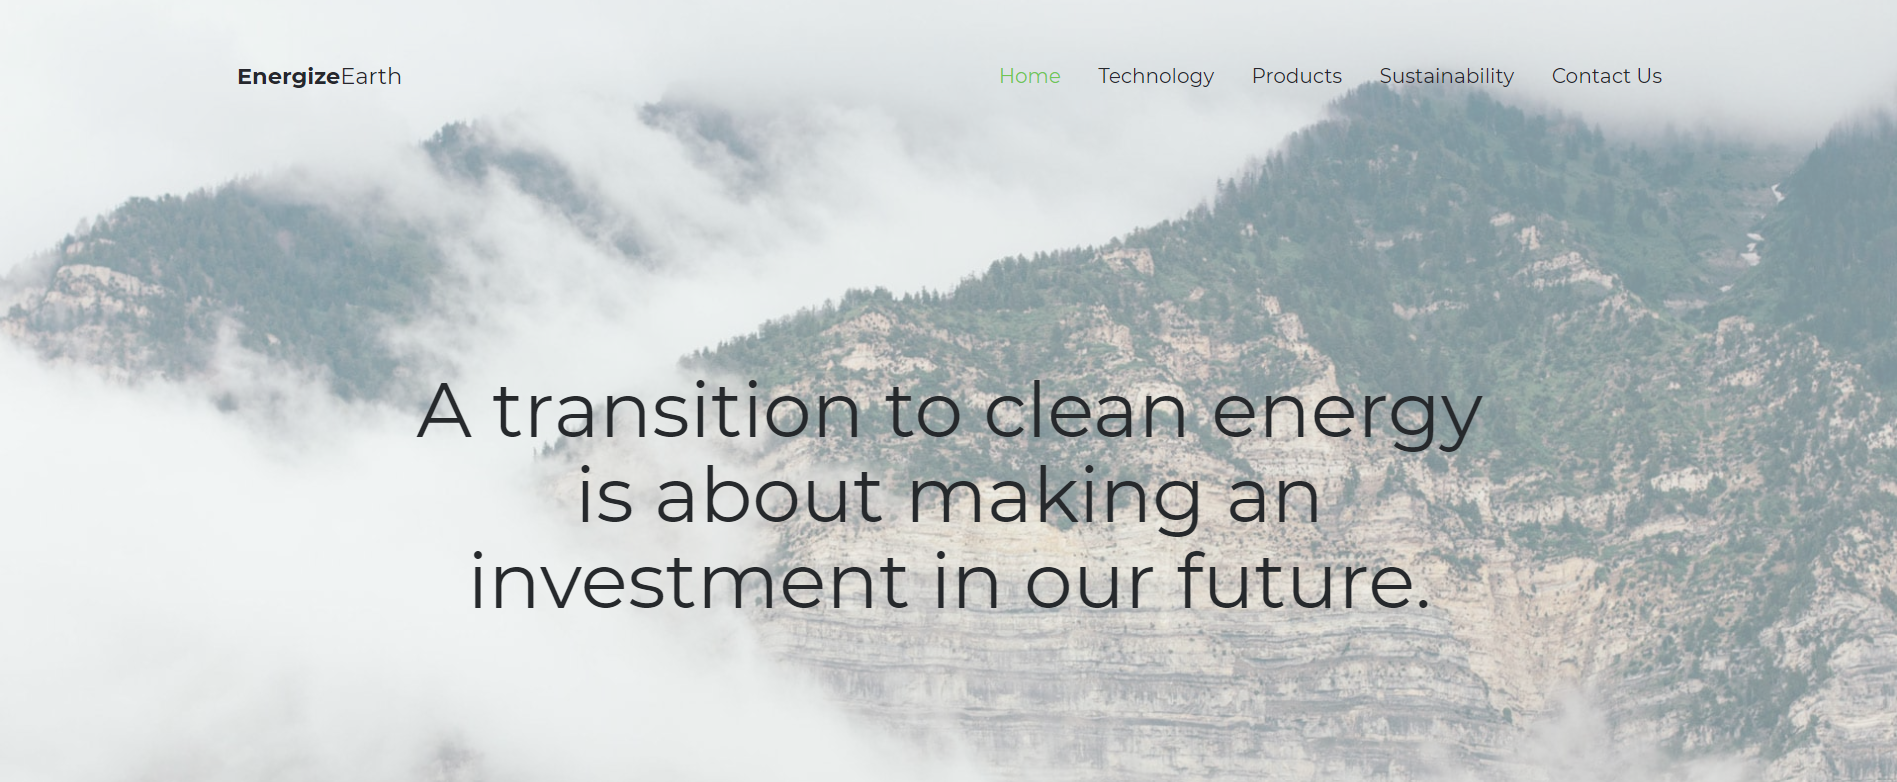 EnergizeEarth
Home Technology Products Sustainability Contact Us
A transition to clean energy
is about making an
investment in our future.